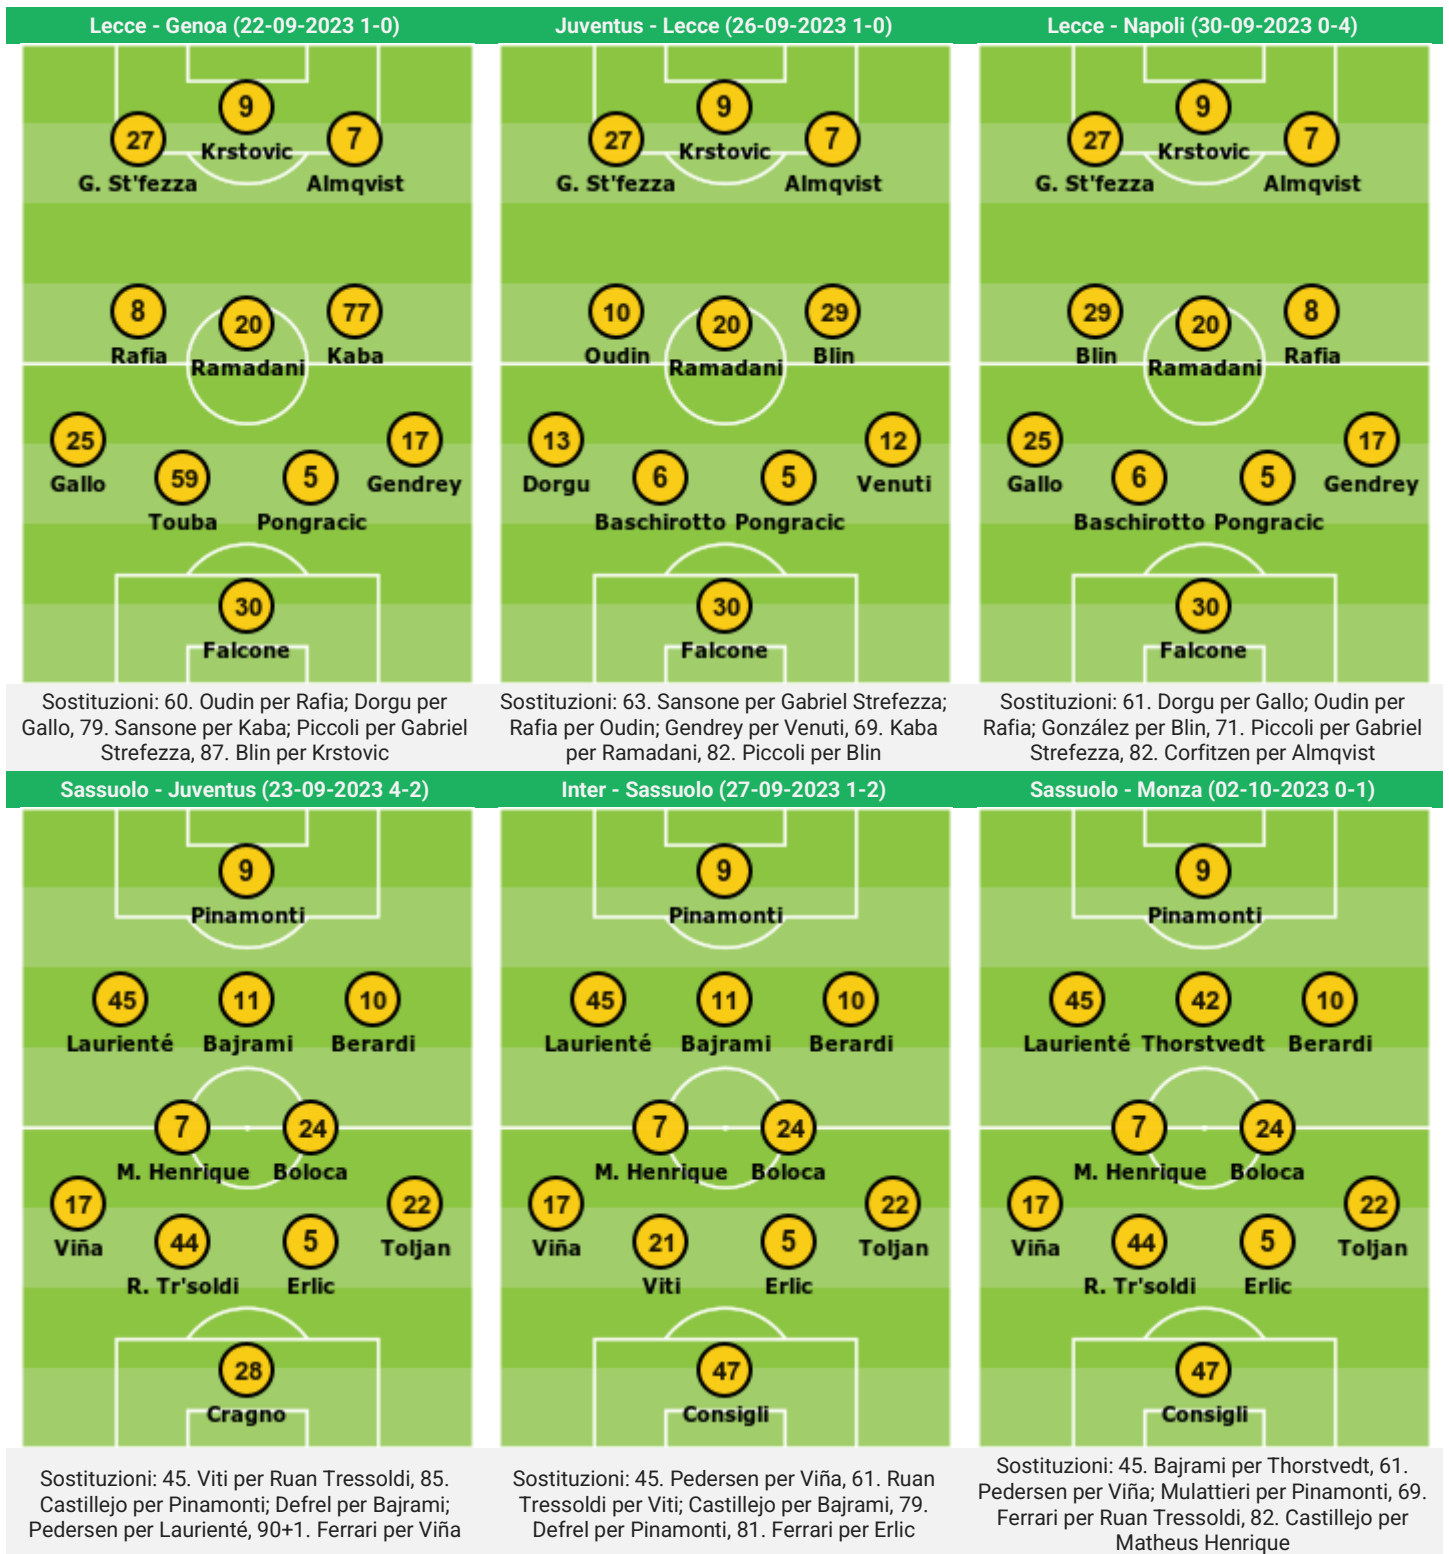 Lecce - Genoa (22-09-2023 1-0)
9
27
7
Krstovic
G. St'fezza
Almqvist
8
20
77
Rafia
Ramadani
Kaba
25
17
59
5
Gallo
Gendrey
Touba
Pongracic
30
Falcone
Sostituzioni: 60. Oudin per Rafia; Dorgu per
Gallo, 79. Sansone per Kaba; Piccoli per Gabriel
Strefezza, 87. Blin per Krstovic
Juventus - Lecce (26-09-2023 1-0)
9
27
7
Krstovic
G. St'fezza
Almqvist
10
20
29
Oudin
Ramadani
Blin
13
12
6
5
Dorgu
Venuti
Baschirotto
Pongracic
30
Falcone
Sostituzioni: 63. Sansone per Gabriel Strefezza;
Rafia per Oudin; Gendrey per Venuti, 69. Kaba
per Ramadani, 82. Piccoli per Blin
Lecce - Napoli (30-09-2023 0-4)
9
27
7
Krstovic
G. St'fezza
Almqvist
29
20
8
Blin
Ramadani
Rafia
25
17
6
5
Gallo
Gendrey
Baschirotto
Pongracic
30
Falcone
Sostituzioni: 61. Dorgu per Gallo; Oudin per
Rafia; González per Blin, 71. Piccoli per Gabriel
Strefezza, 82. Corfitzen per Almqvist
Sassuolo - Juventus (23-09-2023 4-2)
9
Pinamonti
45
11
10
Laurienté
Bajrami
Berardi
7
24
M. Henrique
Boloca
17
22
44
5
Viña
Toljan
R. Tr'soldi
Erlic
28
Cragno
Sostituzioni: 45. Viti per Ruan Tressoldi, 85.
Castillejo per Pinamonti; Defrel per Bajrami;
Pedersen per Laurienté, 90+1. Ferrari per Viña
Inter - Sassuolo (27-09-2023 1-2)
9
Pinamonti
45
11
10
Laurienté
Bajrami
Berardi
7
24
M. Henrique
Boloca
17
22
21
5
Viña
Toljan
Viti
Erlic
47
Consigli
Sostituzioni: 45. Pedersen per Viña, 61. Ruan
Tressoldi per Viti; Castillejo per Bajrami, 79.
Defrel per Pinamonti, 81. Ferrari per Erlic
Sassuolo - Monza (02-10-2023 0-1)
9
Pinamonti
45
42
10
Laurienté
Thorstvedt
Berardi
7
24
M. Henrique
Boloca
17
22
44
5
Viña
Toljan
R. Tr'soldi
Erlic
47
Consigli
Sostituzioni: 45. Bajrami per Thorstvedt, 61.
Pedersen per Viña; Mulattieri per Pinamonti, 69.
Ferrari per Ruan Tressoldi, 82. Castillejo per
Matheus Henrique